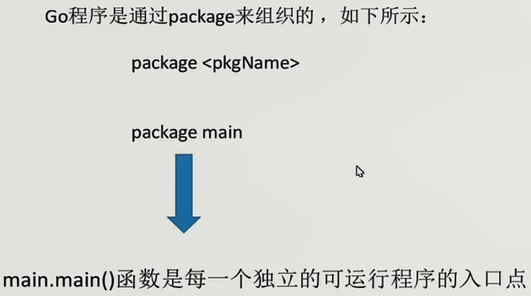 Go程序是通过package来组织的，如下所示：
package <pkgName>
package main
main.main()函数是每一个独立的可运行程序的入口点